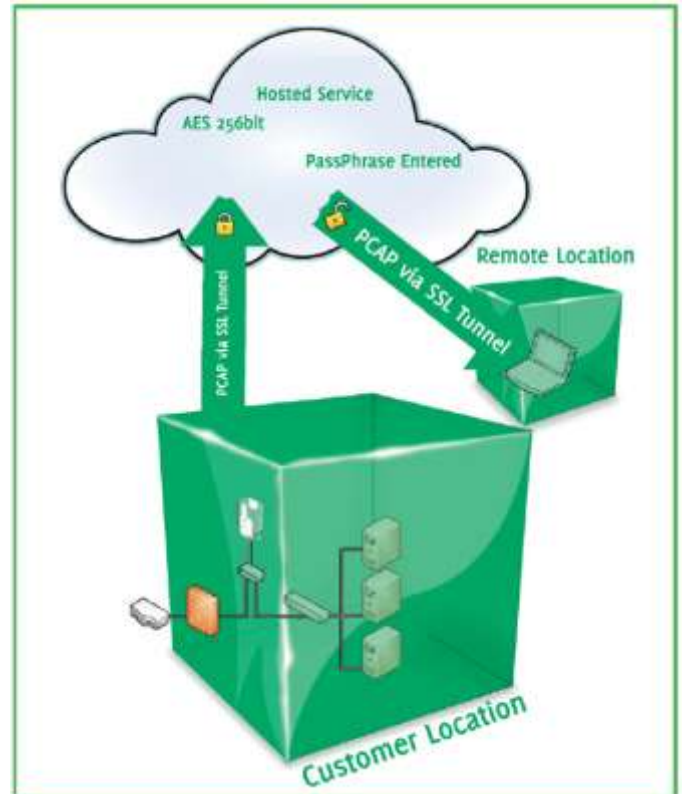 Hosted Service
AES 256bit
PassPhrase Entered
PCAP via SSL Tunnel
Remote Location
PCAP via SSL Tunnel
Customer Location